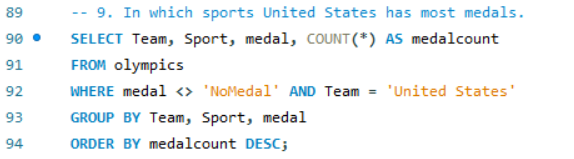 89 -- 9. In which sports United States has most medals.
90 SELECT Team, Sport, medal, COUNT(*) AS medalcount
91 FROM olympics
92 WHERE medal <> 'NoMedal' AND Team = 'United States'
93 GROUP BY Team, Sport, medal
94 ORDER BY medalcount DESC;